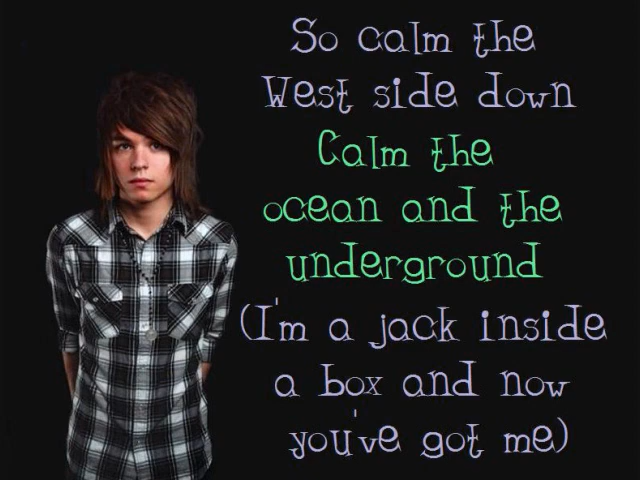 So calm the
West side down
Calm the
ocean and the
underground
(I'm a jack inside
a box and now
you've got me)